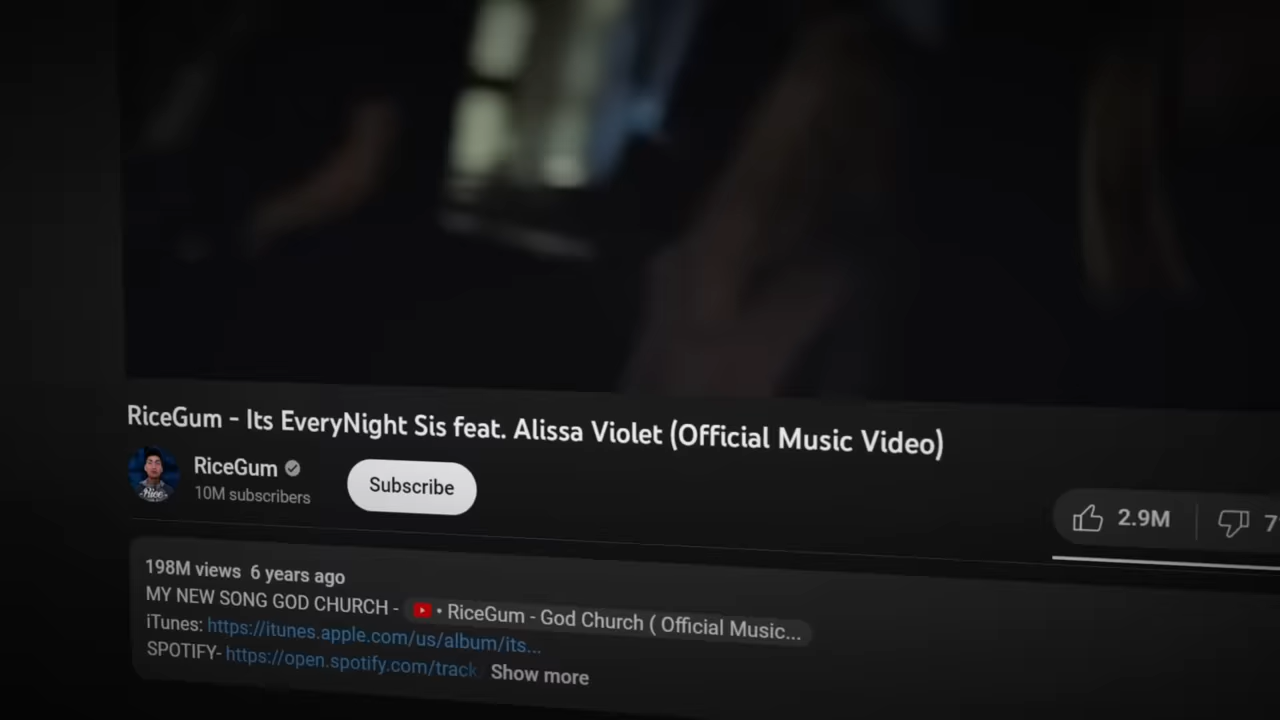 RiceGum - Its EveryNight Sis feat. Alissa Violet (Official Music Video)
RiceGum
10M subscribers
Subscribe
2.9M
7
198M views 6 years ago
MY NEW SONG GOD CHURCH - • RiceGum - God Church ( Official Music...
iTunes: https://itunes.apple.com/us/album/its...
SPOTIFY- https://open.spotify.com/track Show more